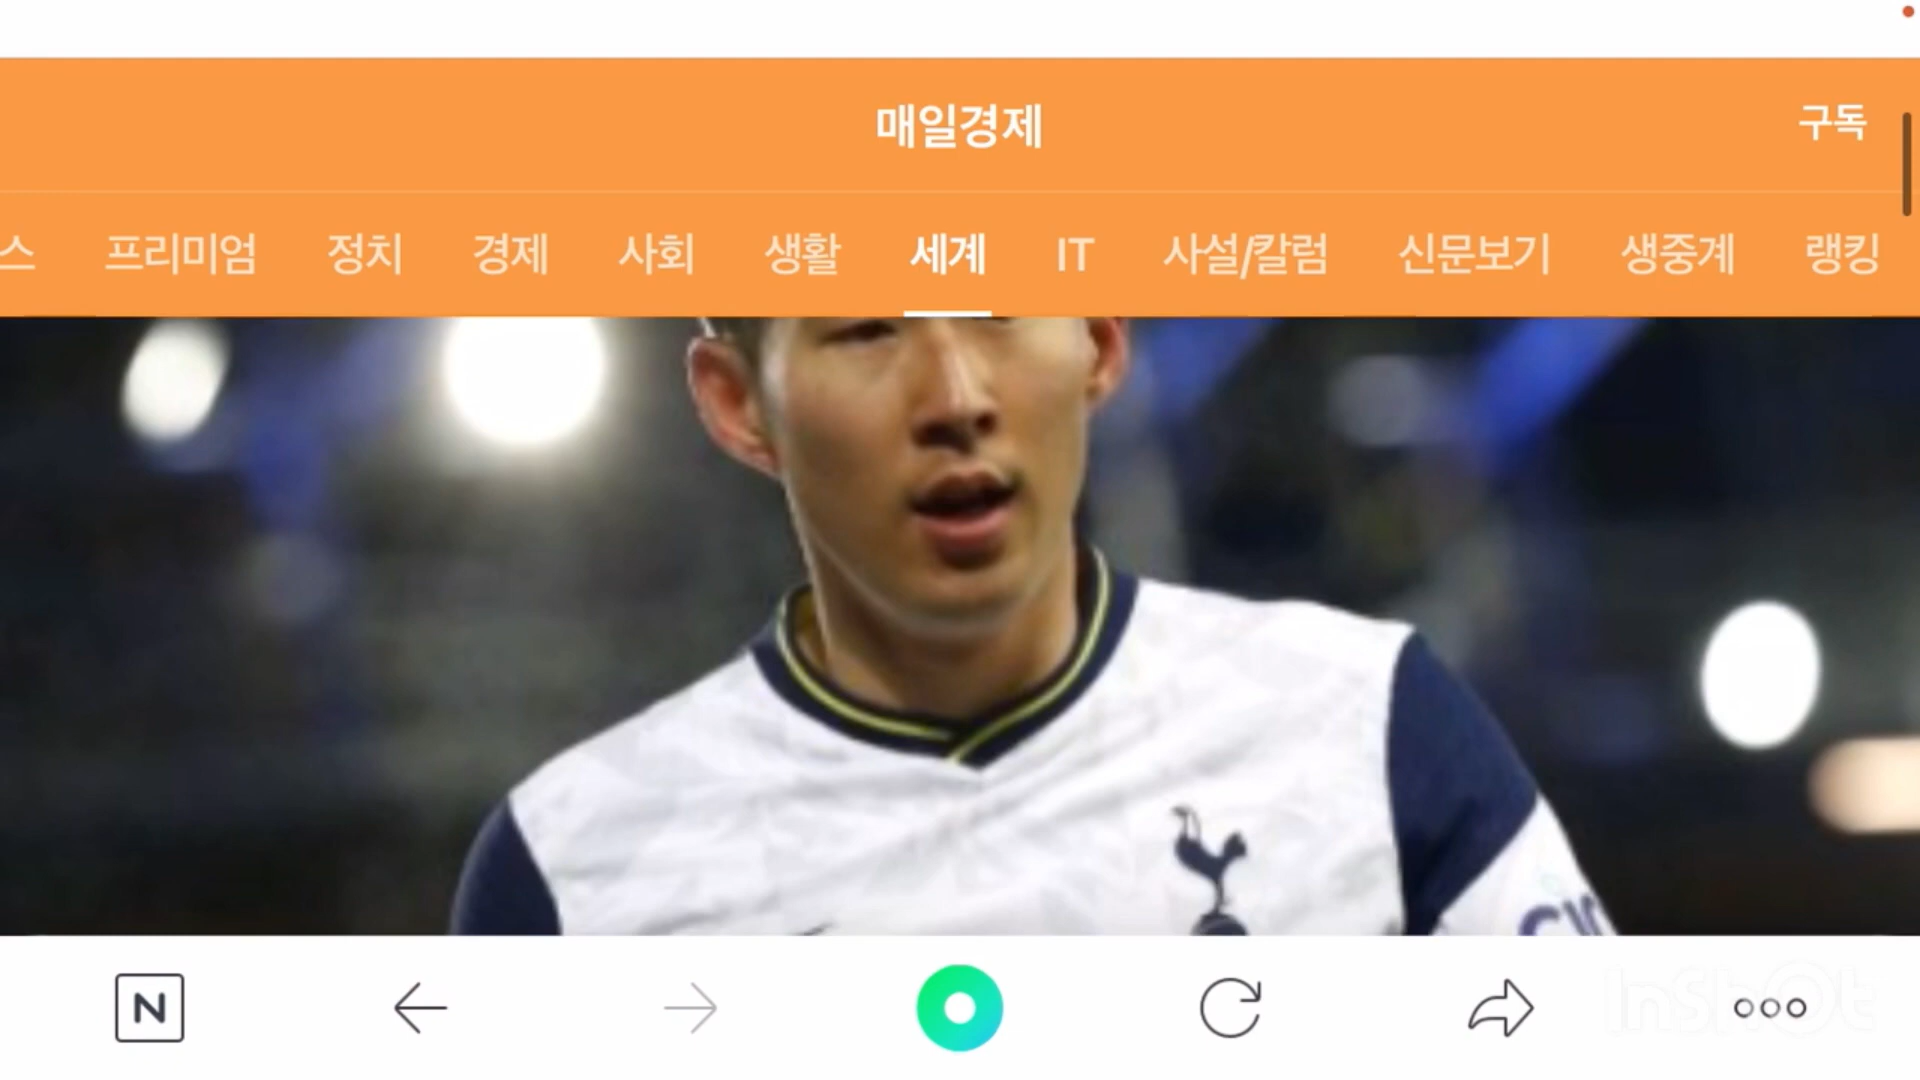 매일경제
구독
스 프리미엄 정치 경제 사회 생활 세계 IT 사설/칼럼 신문보기 생중계 랭킹
N
InShOt